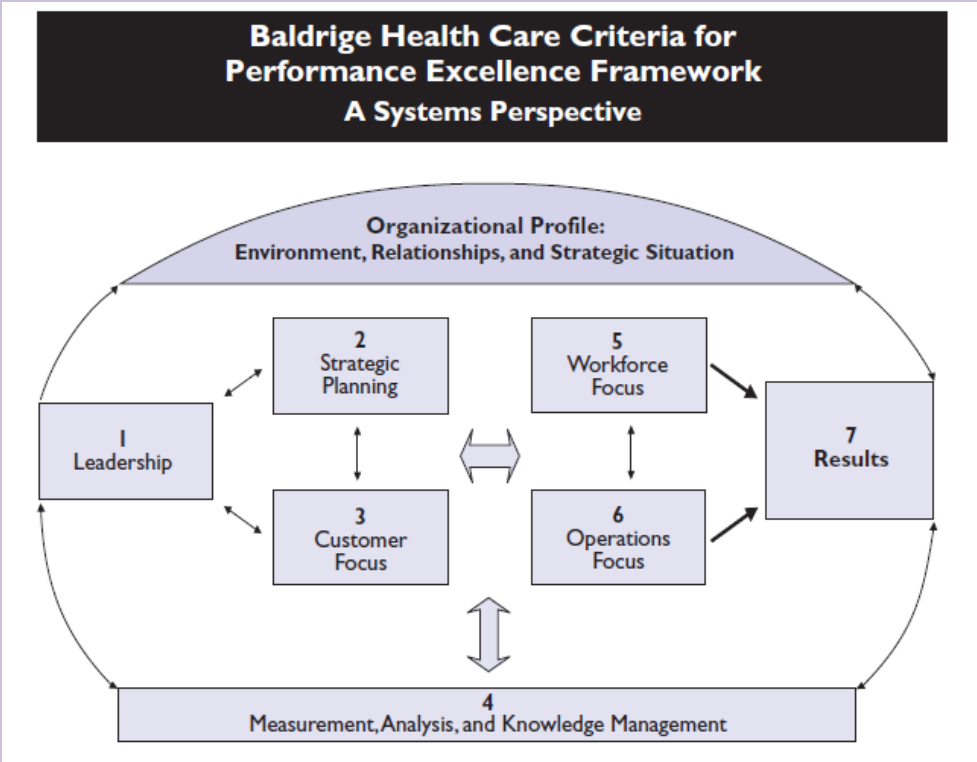 Baldrige Health Care Criteria for
Performance Excellence Framework
A Systems Perspective
Organizational Profile:
Environment, Relationships, and Strategic Situation
2
Strategic
Planning
5
Workforce
Focus
1
Leadership
7
Results
3
Customer
Focus
6
Operations
Focus
4
Measurement, Analysis, and Knowledge Management